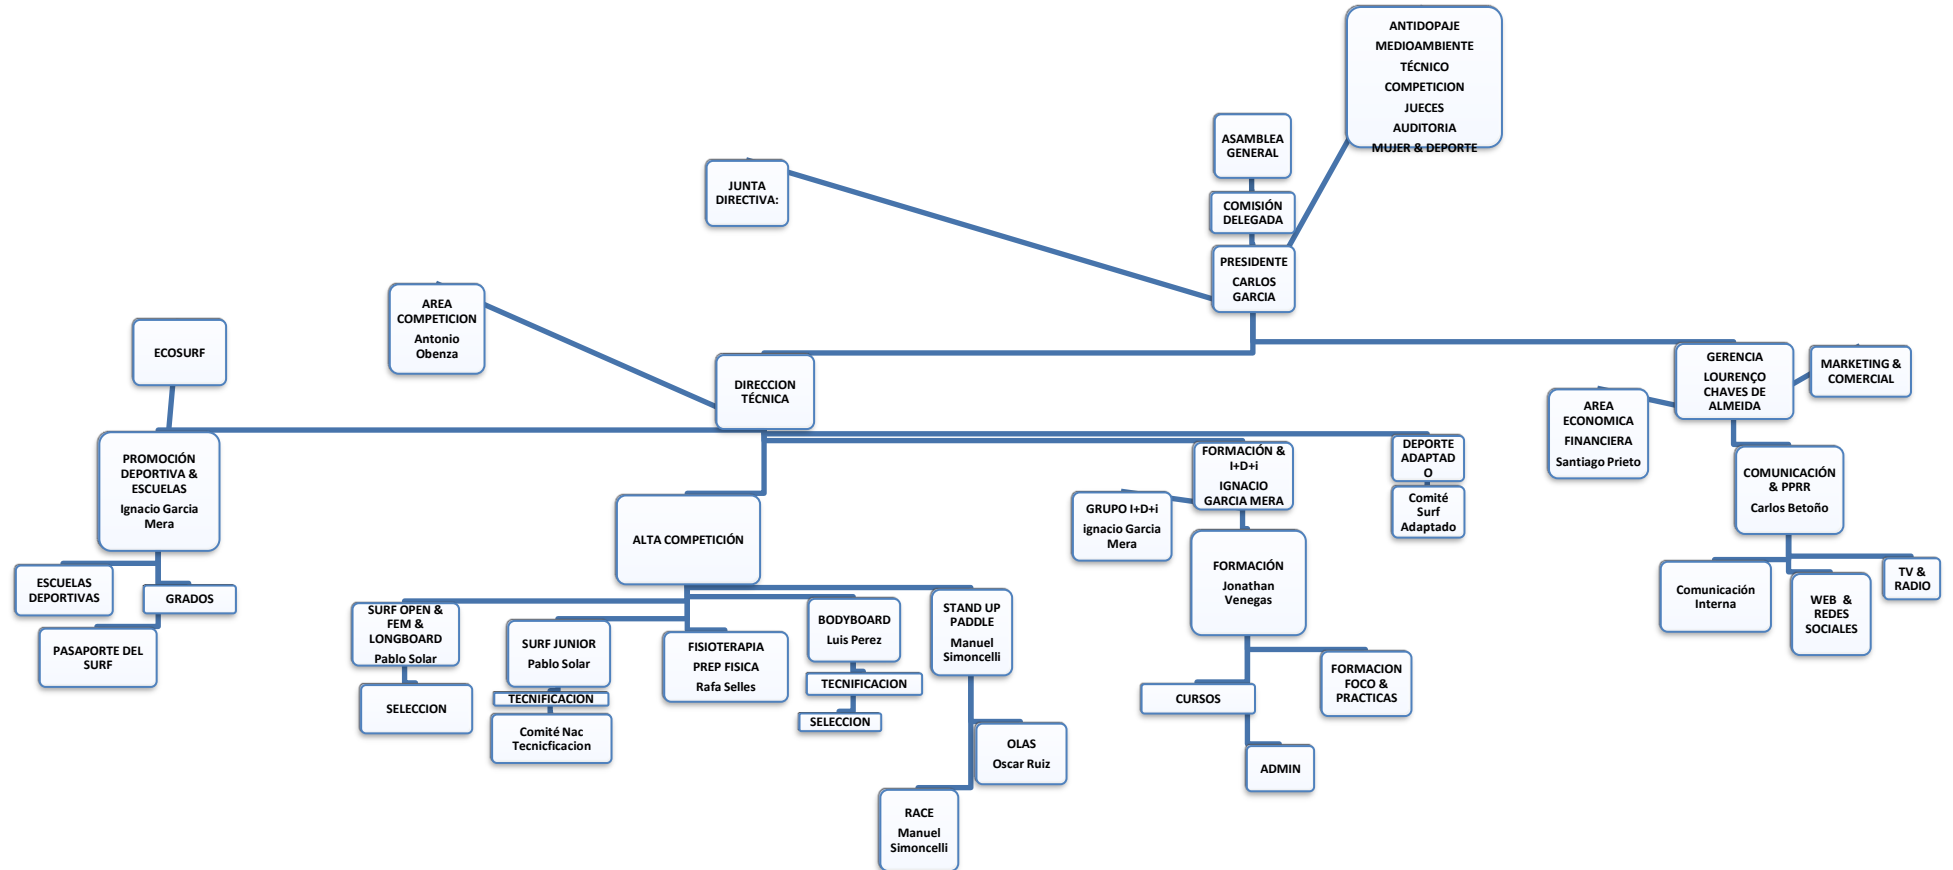 ANTIDOPAJE
MEDIOAMBIENTE
TÉCNICO
COMPETICION
JUECES
AUDITORIA
MUJER & DEPORTE
ASAMBLEA
GENERAL
COMISIÓN
DELEGADA
JUNTA
DIRECTIVA:
PRESIDENTE
CARLOS
GARCIA
AREA
COMPETICION
Antonio
Obenza
ECOSURF
DIRECCION
TÉCNICA
GERENCIA
LOURENÇO
CHAVES DE
ALMEIDA
MARKETING &
COMERCIAL
AREA
ECONOMICA
FINANCIERA
Santiago Prieto
PROMOCIÓN
DEPORTIVA &
ESCUELAS
Ignacio Garcia
Mera
ALTA COMPETICIÓN
FORMACIÓN &
I+D+i
IGNACIO
GARCIA MERA
DEPORTE
ADAPTAD
O
Comité
Surf
Adaptado
COMUNICACIÓN
& PPRR
Carlos Betoño
GRUPO I+D+i
ignacio Garcia
Mera
FORMACIÓN
Jonathan
Venegas
ESCUELAS
DEPORTIVAS
GRADOS
PASAPORTE DEL
SURF
SURF OPEN &
FEM &
LONGBOARD
Pablo Solar
SELECCION
SURF JUNIOR
Pablo Solar
TECNIFICACION
Comité Nac
Tecnicficacion
FISIOTERAPIA
PREP FISICA
Rafa Selles
BODYBOARD
Luis Perez
TECNIFICACION
SELECCION
STAND UP
PADDLE
Manuel
Simoncelli
OLAS
Oscar Ruiz
RACE
Manuel
Simoncelli
CURSOS
FORMACION
FOCO &
PRACTICAS
ADMIN
Comunicación
Interna
WEB & 
REDES
SOCIALES
TV &
RADIO